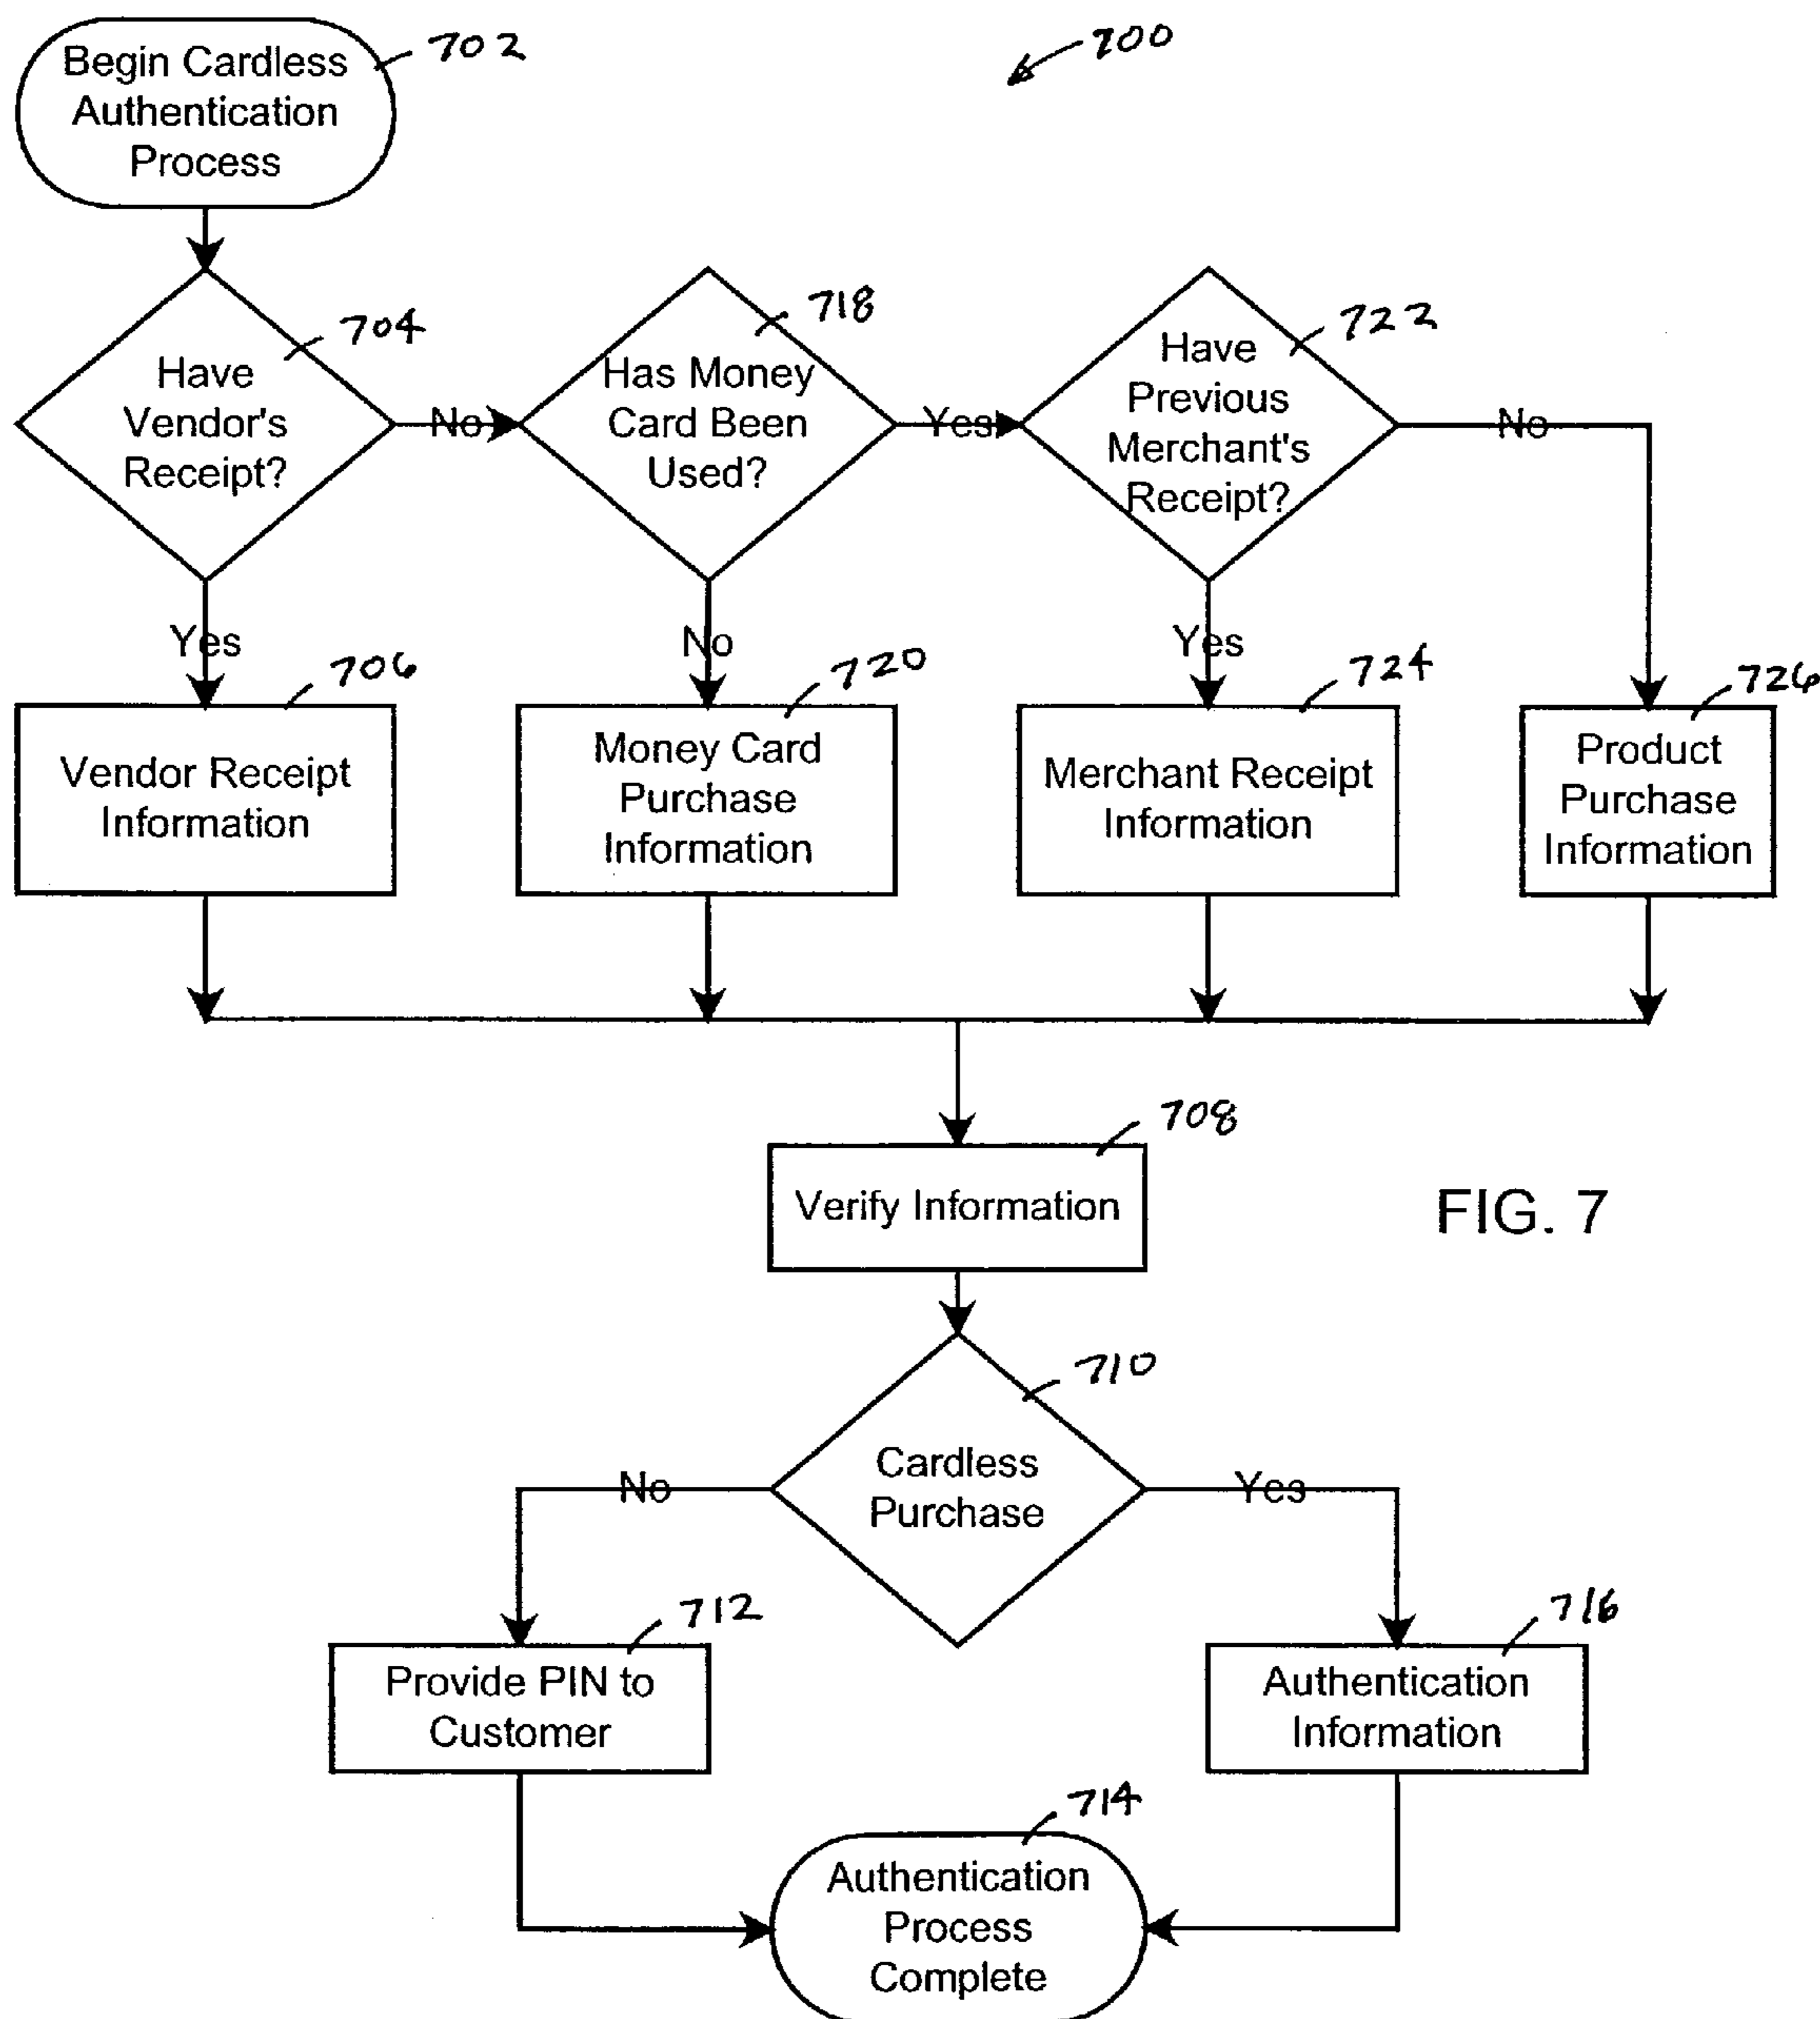 Begin Cardless
Authentication
Process
702
700
Have
Vendor's
Receipt?
704
No
Has Money
Card Been
Used?
718
Yes
Have
Previous
Merchant's
Receipt?
722
No
Yes
No
Yes
706
720
724
726
Vendor Receipt
Information
Money Card
Purchase
Information
Merchant Receipt
Information
Product
Purchase
Information
708
Verify Information
FIG. 7
710
Cardless
Purchase
No
Yes
712
716
Provide PIN to
Customer
Authentication
Information
714
Authentication
Process
Complete